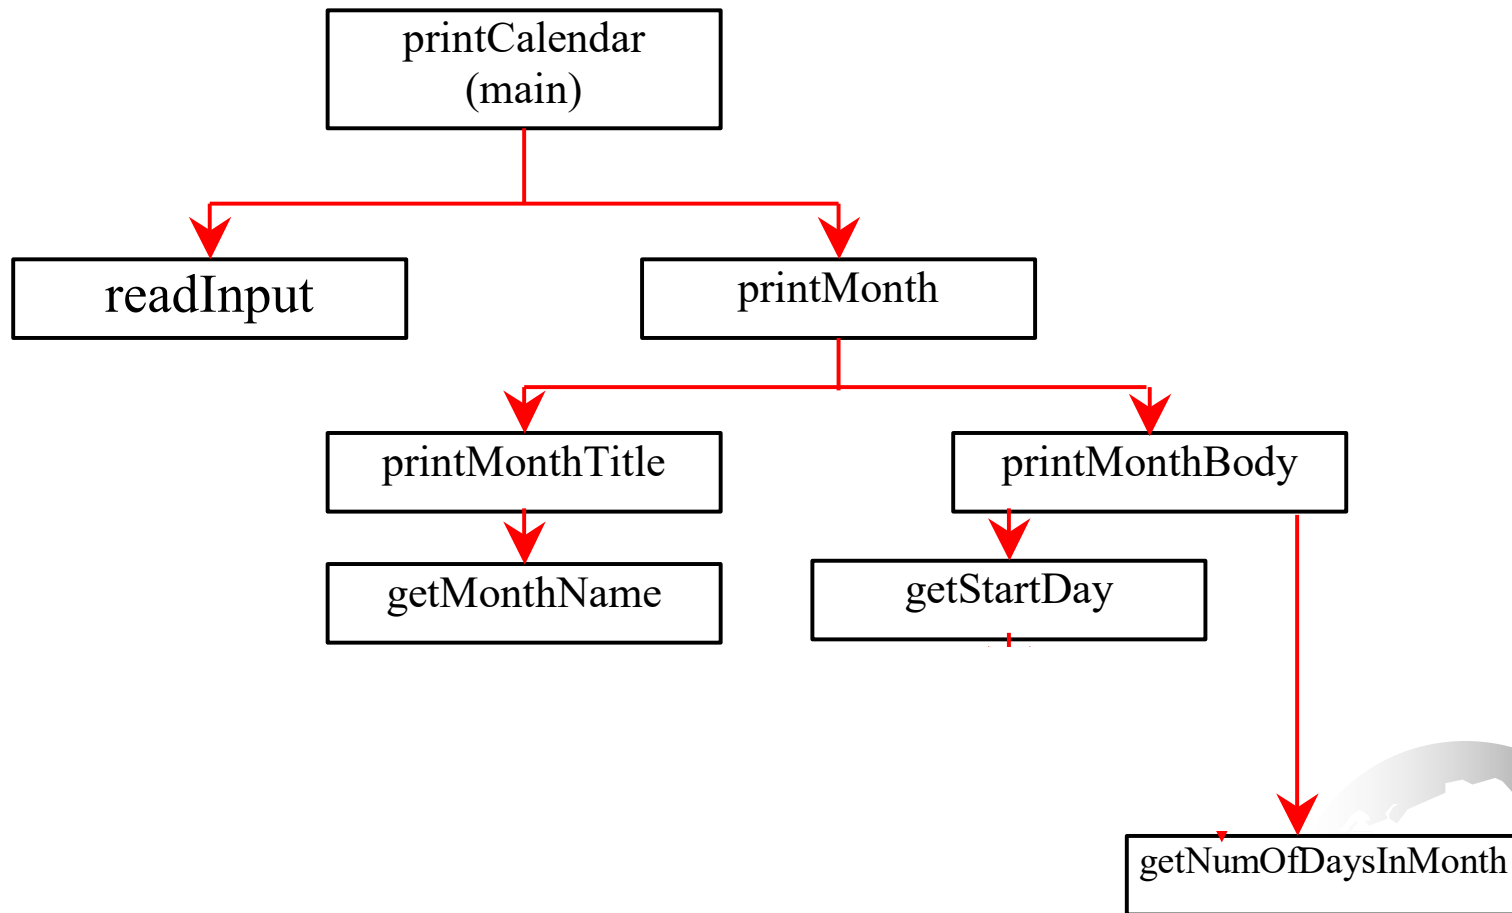 printCalendar
(main)
readInput
printMonth
printMonthTitle
printMonthBody
getMonthName
getStartDay
getNumOfDaysInMonth